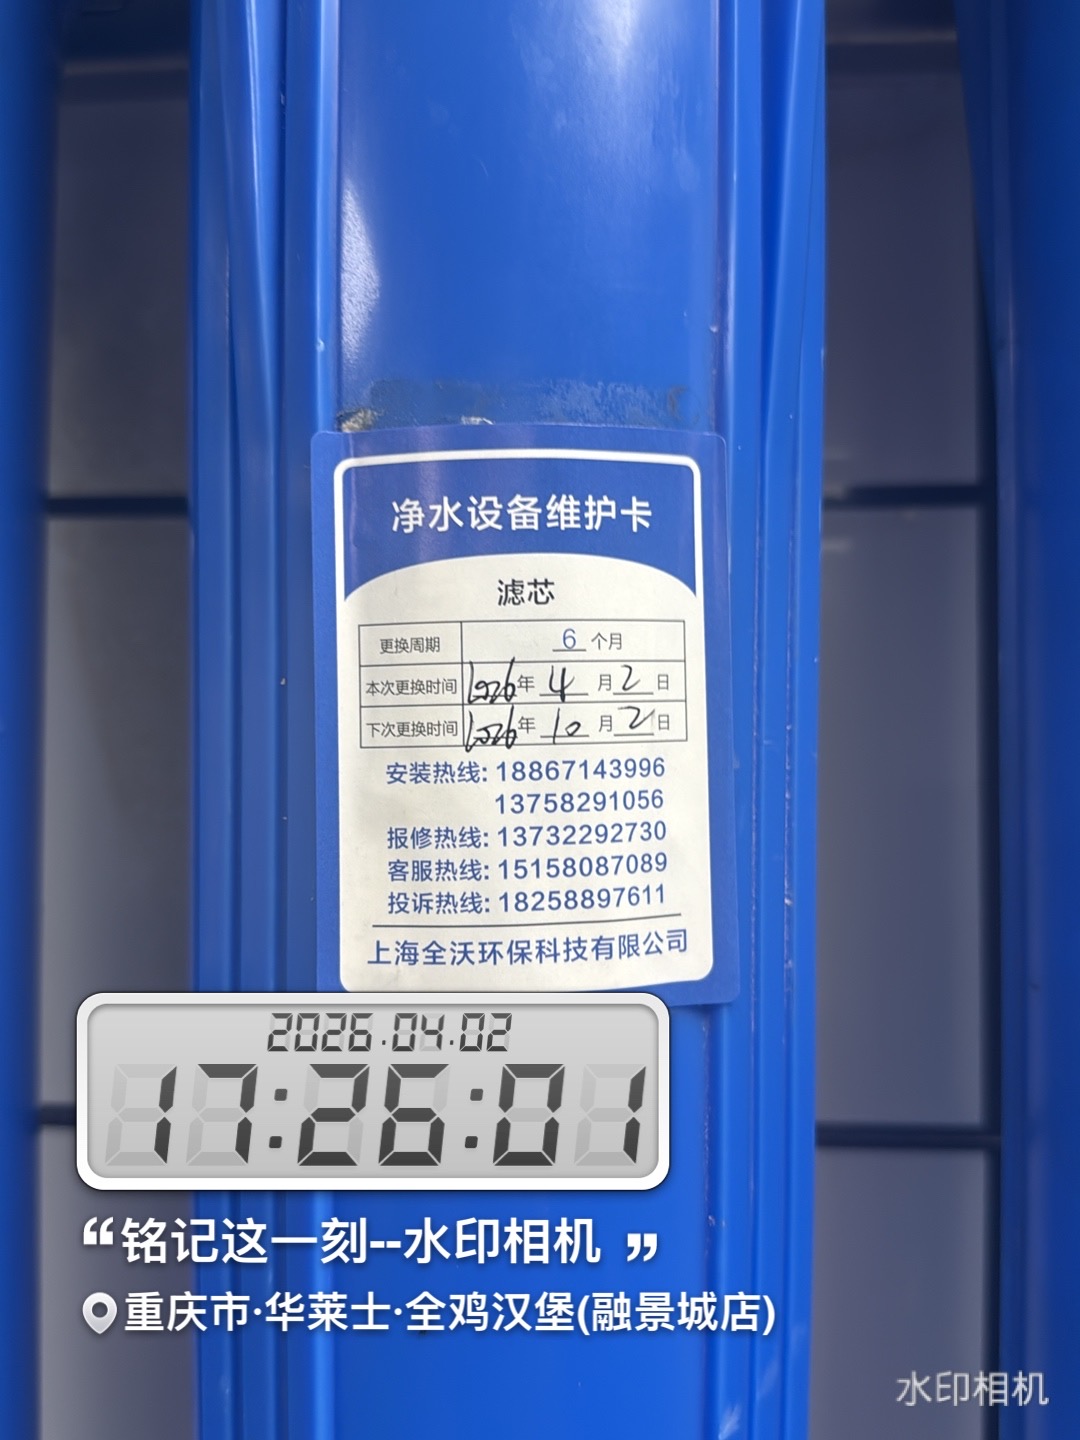 净水设备维护卡
滤芯
更换周期 6 个月
本次更换时间 2026年 4 月 2 日
下次更换时间 2026年 10 月 2 日
安装热线: 18867143996
13758291056
报修热线: 13732292730
客服热线: 15158087089
投诉热线: 18258897611
上海全沃环保科技有限公司
2026.04.02
17:26:01
“铭记这一刻--水印相机 ”
重庆市·华莱士·全鸡汉堡(融景城店)
水印相机